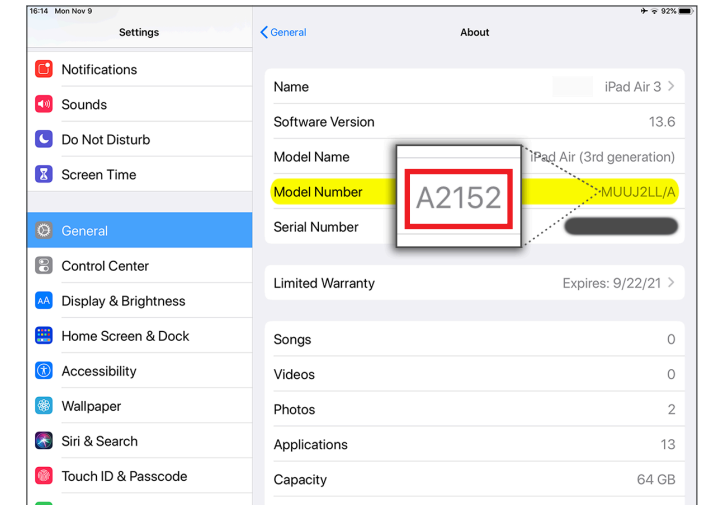 16:14 Mon Nov 9
92%
Settings
General
About
Notifications
Sounds
Do Not Disturb
Screen Time
General
Control Center
AA Display & Brightness
Home Screen & Dock
Accessibility
Wallpaper
Siri & Search
Touch ID & Passcode
Name iPad Air 3
Software Version 13.6
Model Name iPad Air (3rd generation)
Model Number MUUJ2LL/A
A2152
Serial Number
Limited Warranty Expires: 9/22/21
Songs 0
Videos 0
Photos 2
Applications 13
Capacity 64 GB